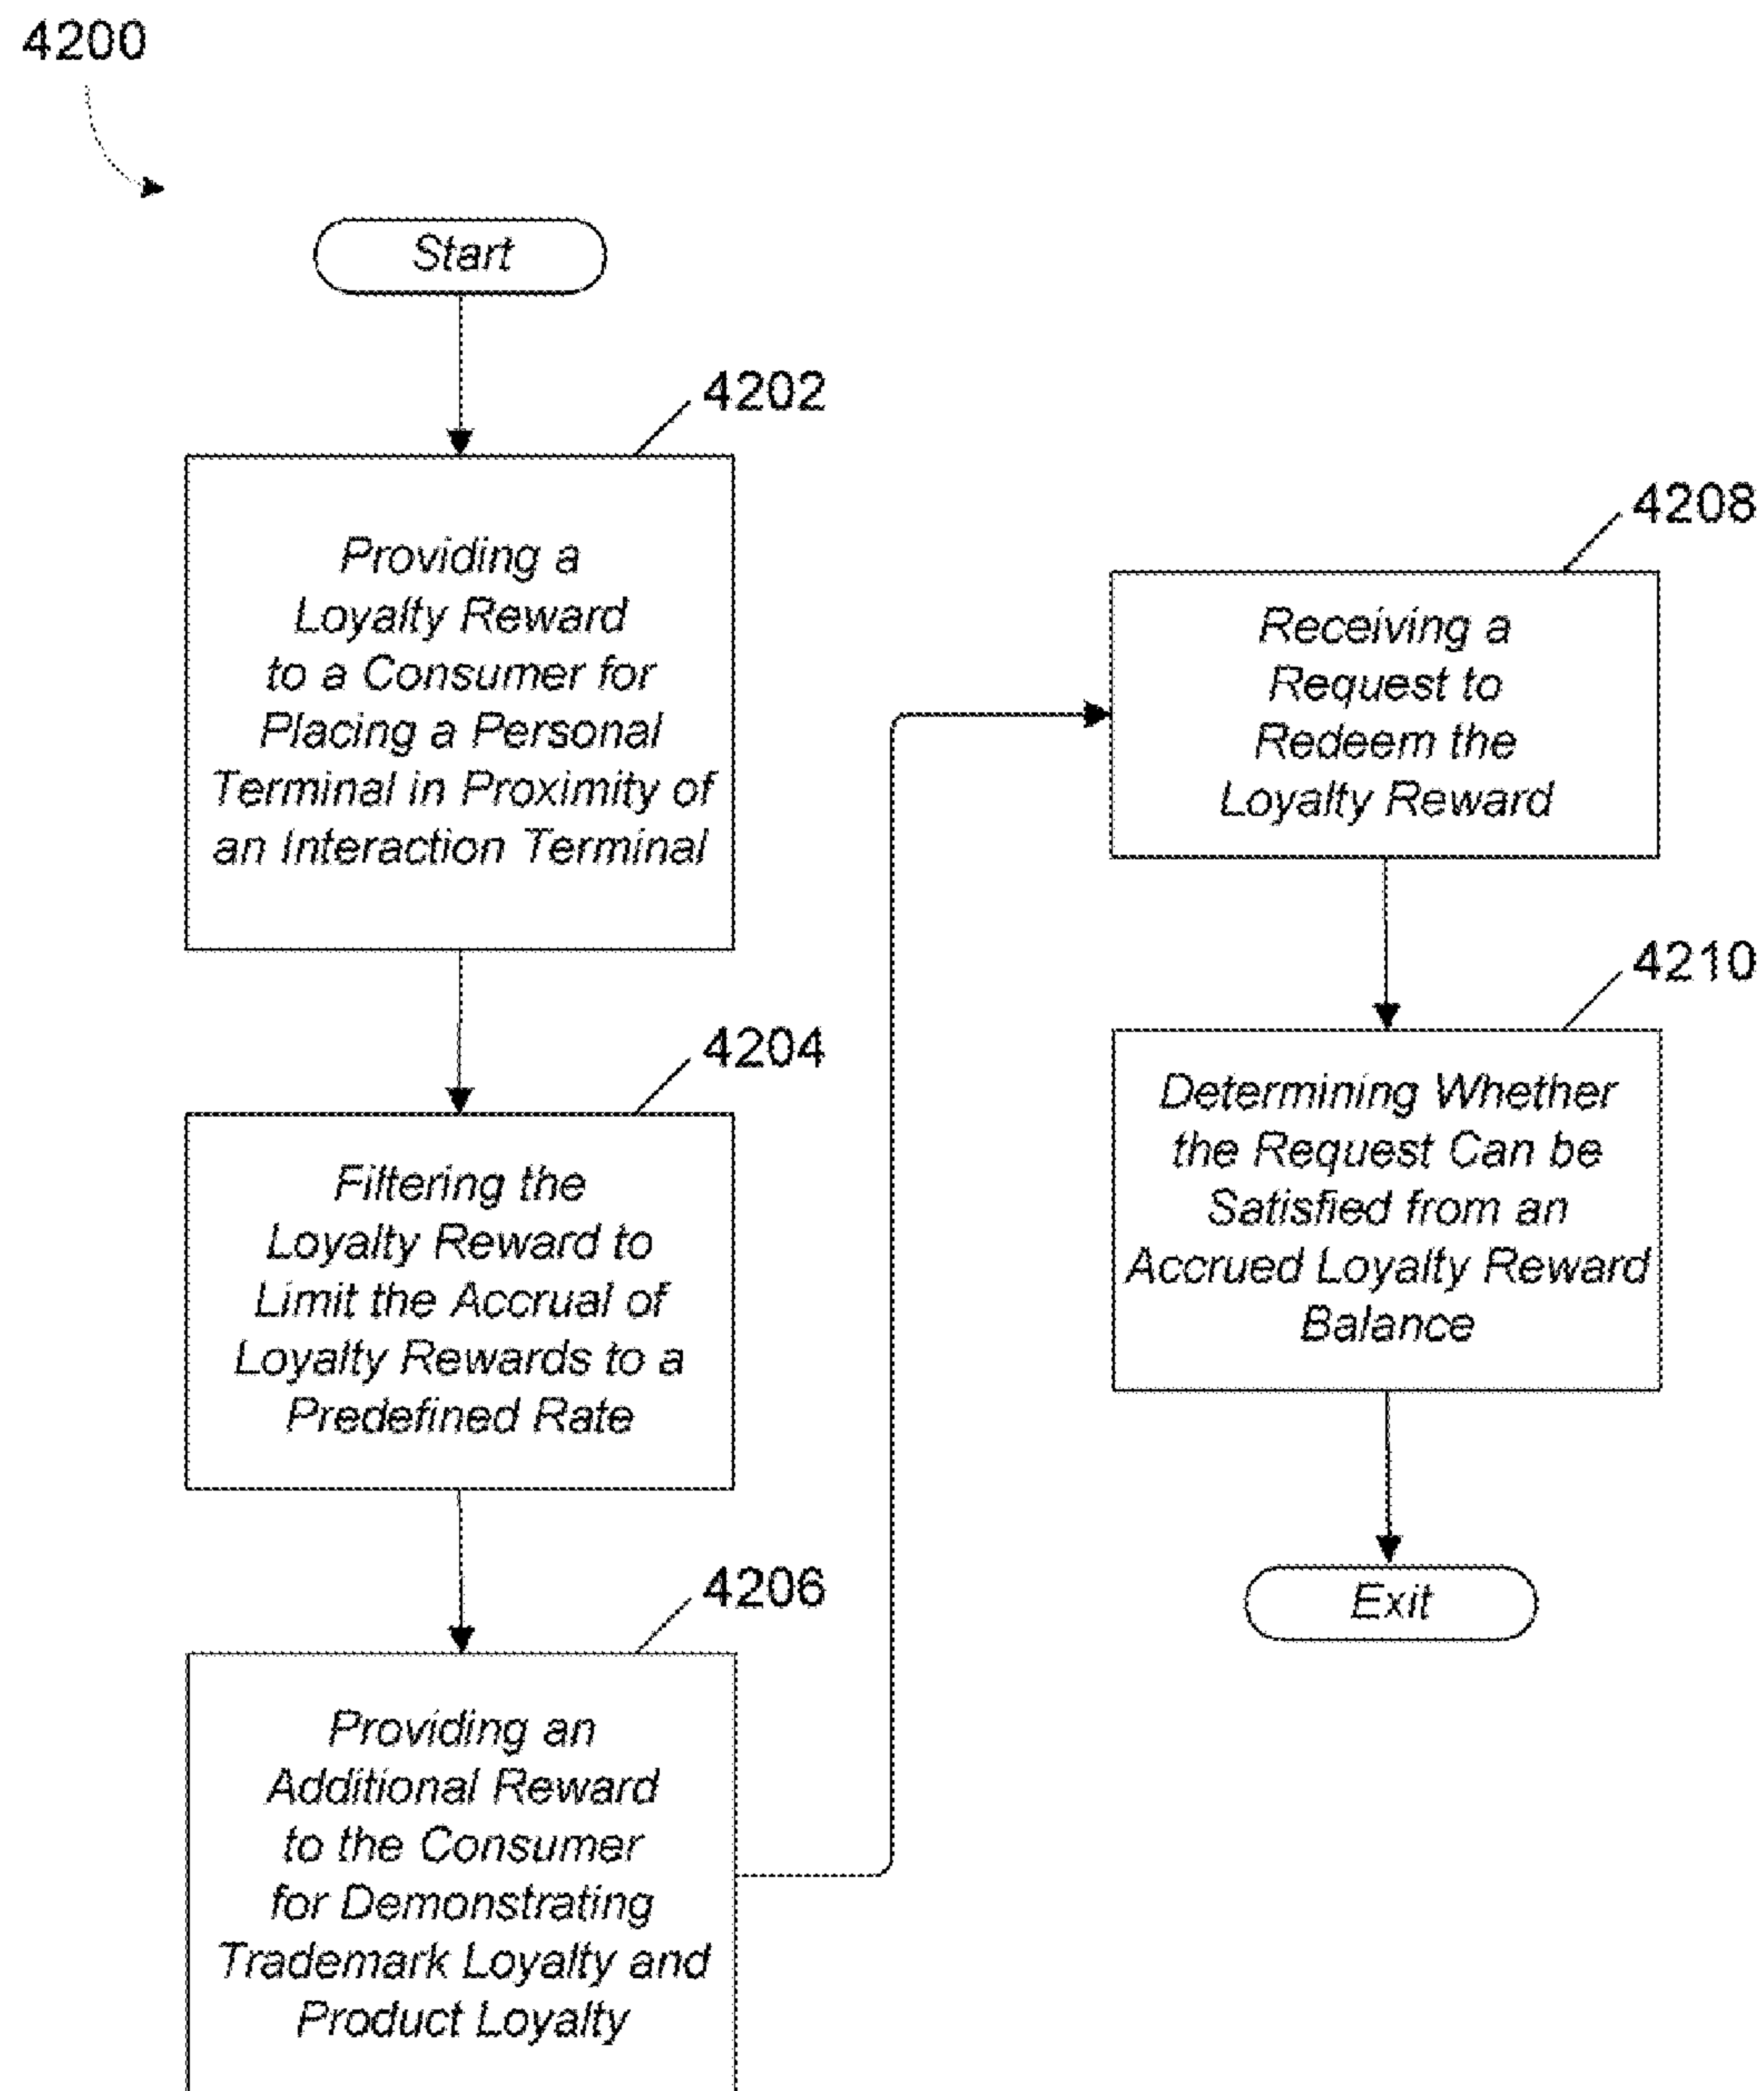 4200
Start
4202
Providing a
Loyalty Reward
to a Consumer for
Placing a Personal
Terminal in Proximity of
an Interaction Terminal
4204
Filtering the
Loyalty Reward to
Limit the Accrual of
Loyalty Rewards to a
Predefined Rate
4206
Providing an
Additional Reward
to the Consumer
for Demonstrating
Trademark Loyalty and
Product Loyalty
4208
Receiving a
Request to
Redeem the
Loyalty Reward
4210
Determining Whether
the Request Can be
Satisfied from an
Accrued Loyalty Reward
Balance
Exit